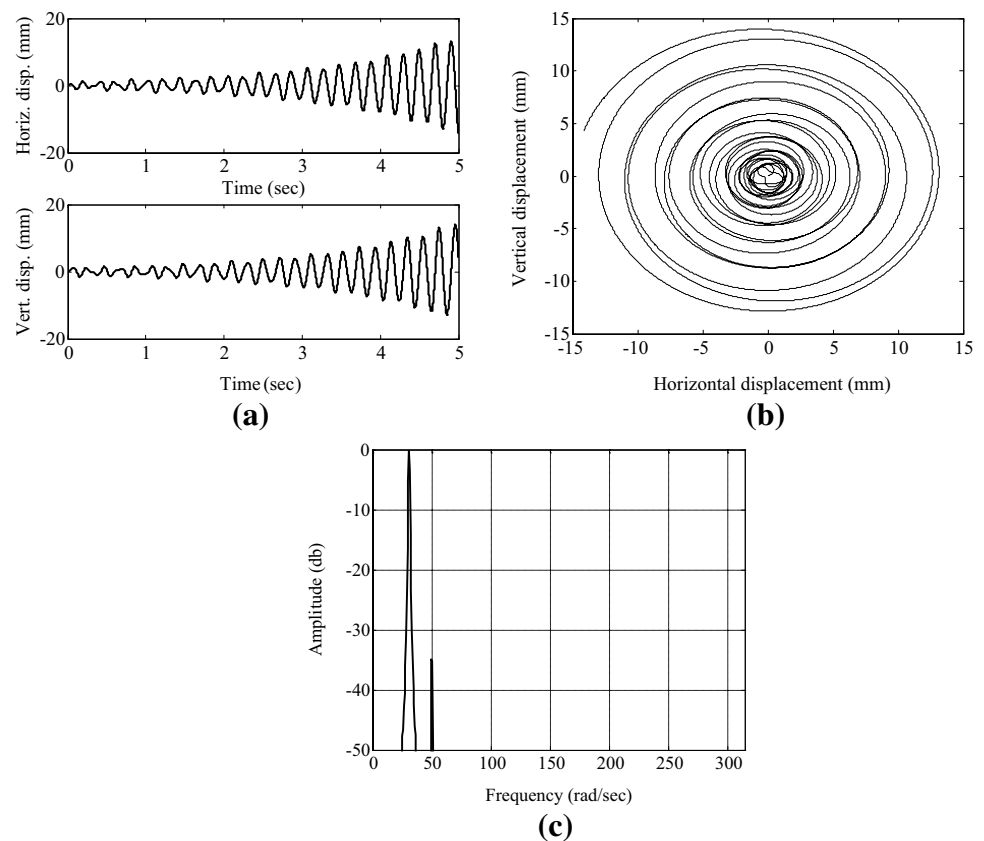 Horiz. disp. (mm)
20
0
-20
0 1 2 3 4 5
Time (sec)
Vert. disp. (mm)
20
0
-20
0 1 2 3 4 5
Time (sec)
(a)
Vertical displacement (mm)
15
10
5
0
-5
-10
-15
-15 -10 -5 0 5 10 15
Horizontal displacement (mm)
(b)
Amplitude (db)
0
-10
-20
-30
-40
-50
0 50 100 150 200 250 300
Frequency (rad/sec)
(c)